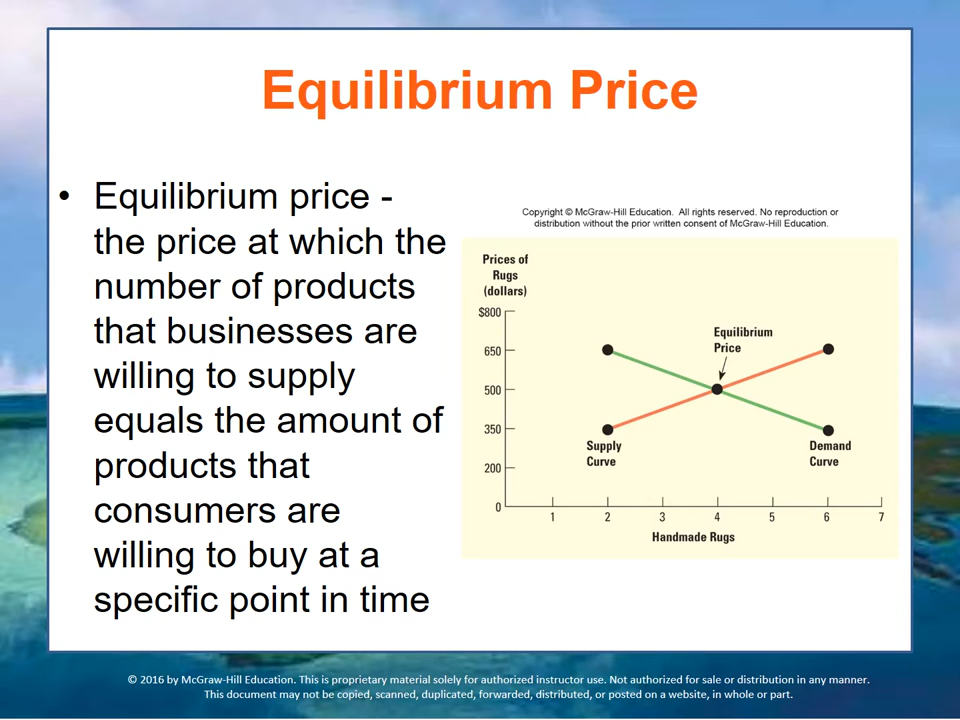 Equilibrium Price
• Equilibrium price -
the price at which the
number of products
that businesses are
willing to supply
equals the amount of
products that
consumers are
willing to buy at a
specific point in time
Copyright © McGraw-Hill Education. All rights reserved. No reproduction or
distribution without the prior written consent of McGraw-Hill Education.
Prices of
Rugs
(dollars)
$800
650
500
350
200
0
Equilibrium
Price
Supply
Curve
Demand
Curve
1 2 3 4 5 6 7
Handmade Rugs
© 2016 by McGraw-Hill Education. This is proprietary material solely for authorized instructor use. Not authorized for sale or distribution in any manner.
This document may not be copied, scanned, duplicated, forwarded, distributed, or posted on a website, in whole or part.